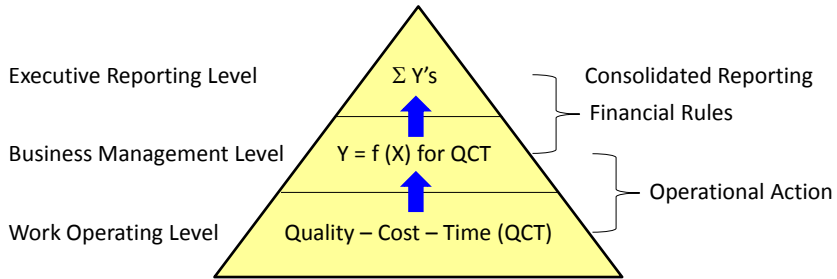 Executive Reporting Level
Σ Y's
Consolidated Reporting
Financial Rules
Business Management Level
Y = f (X) for QCT
Operational Action
Work Operating Level
Quality – Cost – Time (QCT)